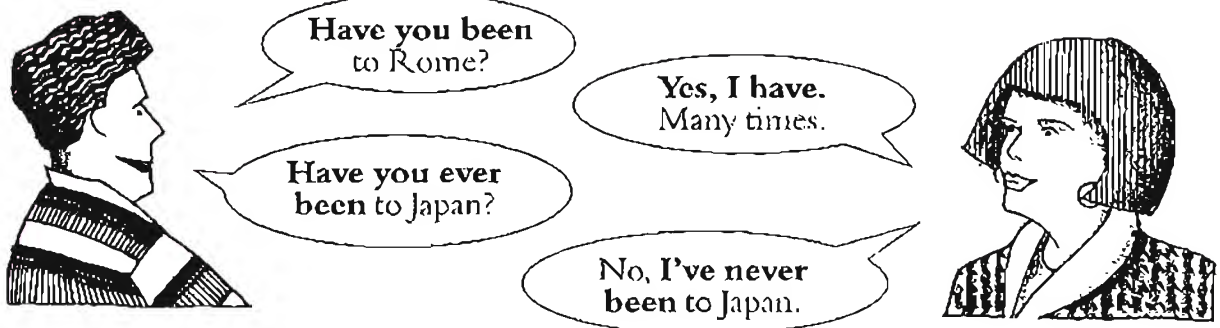 Have you been
to Rome?
Yes, I have.
Many times.
Have you ever
been to Japan?
No, I've never
been to Japan.